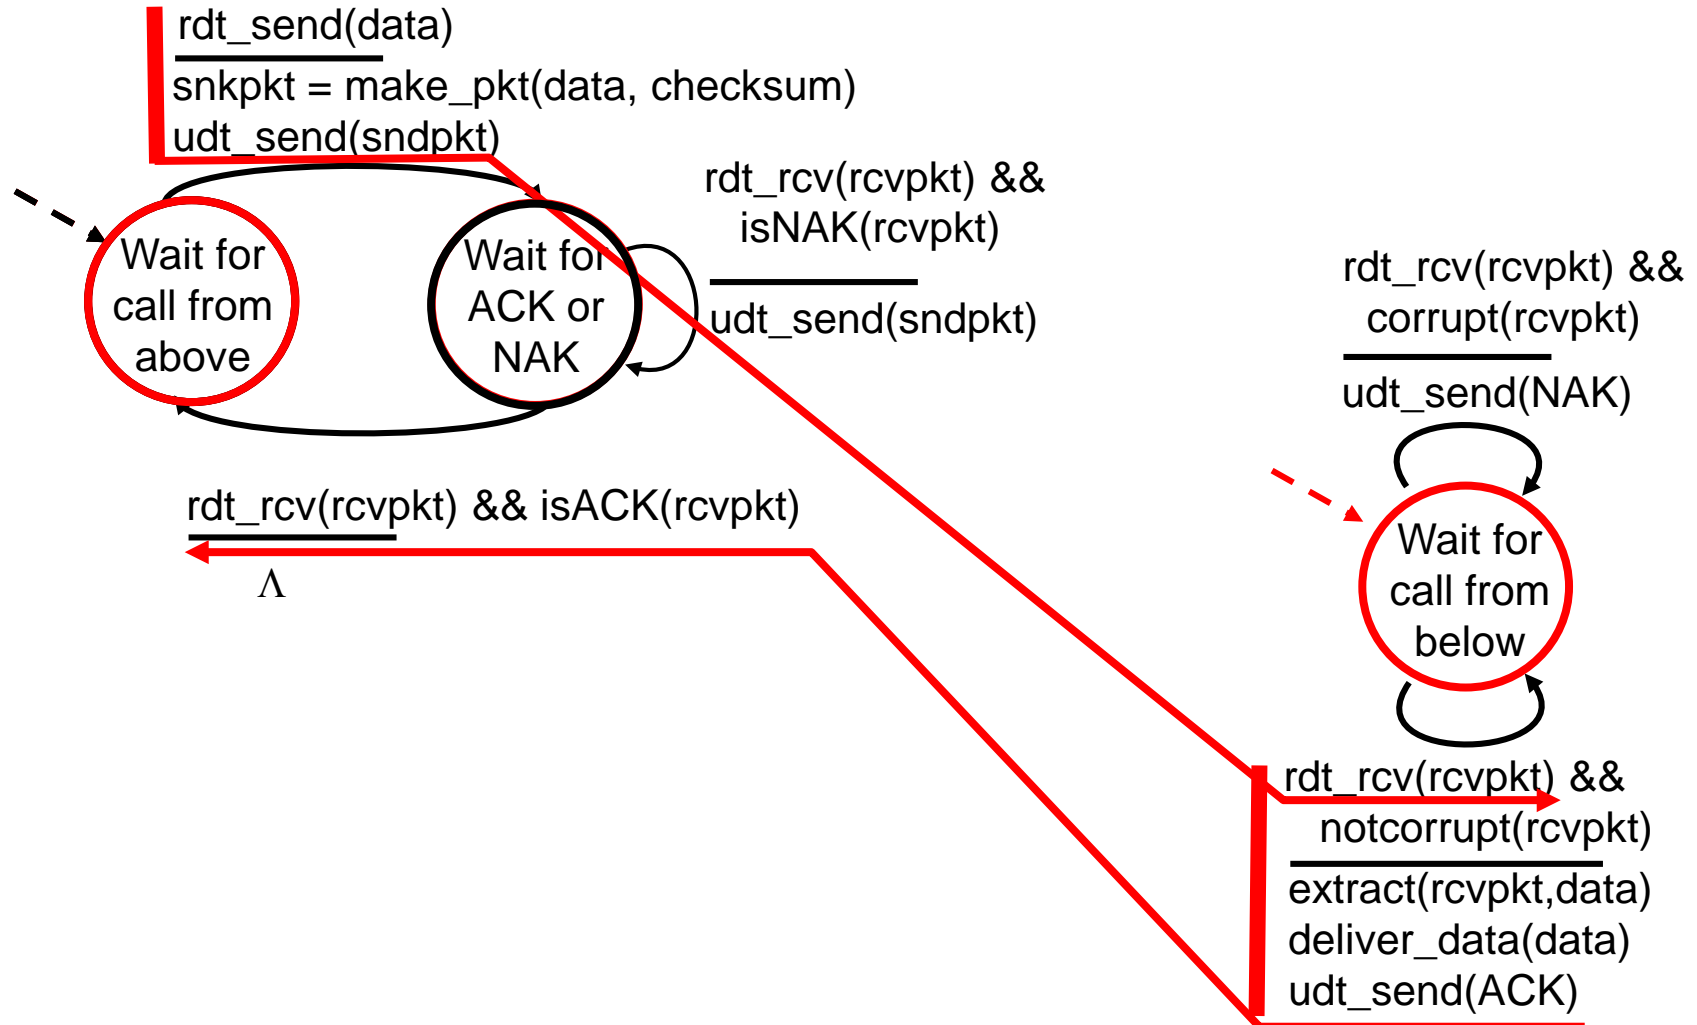 rdt_send(data)
snkpkt = make_pkt(data, checksum)
udt_send(sndpkt)
Wait for
call from
above
Wait for
ACK or
NAK
rdt_rcv(rcvpkt) &&
isNAK(rcvpkt)
udt_send(sndpkt)
rdt_rcv(rcvpkt) && isACK(rcvpkt)
Λ
rdt_rcv(rcvpkt) &&
corrupt(rcvpkt)
udt_send(NAK)
Wait for
call from
below
rdt_rcv(rcvpkt) &&
notcorrupt(rcvpkt)
extract(rcvpkt,data)
deliver_data(data)
udt_send(ACK)